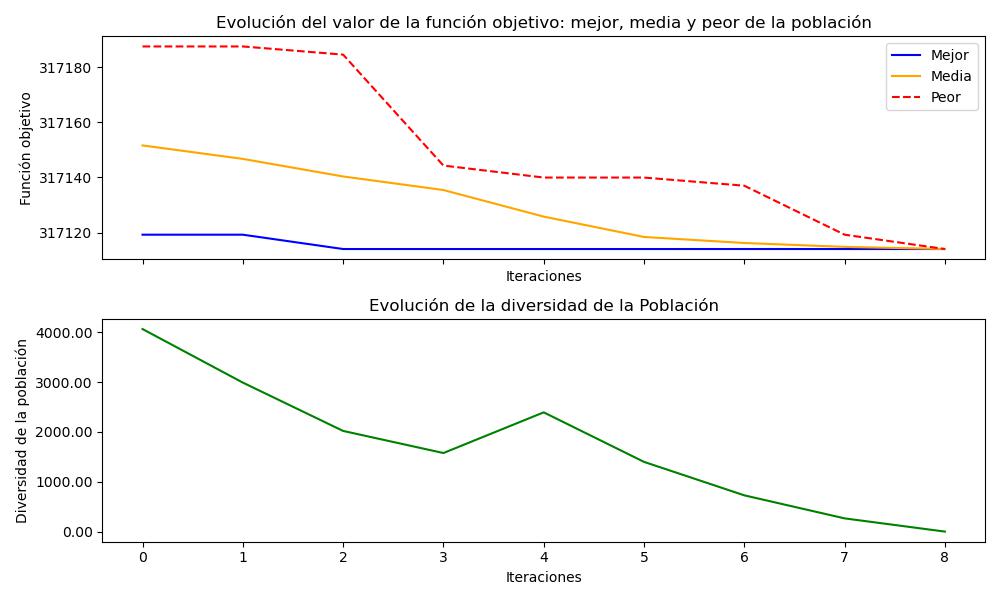 Evolución del valor de la función objetivo: mejor, media y peor de la población
317180
317160
317140
317120
Función objetivo
Mejor
Media
Peor
Iteraciones
Evolución de la diversidad de la Población
4000.00
3000.00
2000.00
1000.00
0.00
Diversidad de la población
0 1 2 3 4 5 6 7 8
Iteraciones